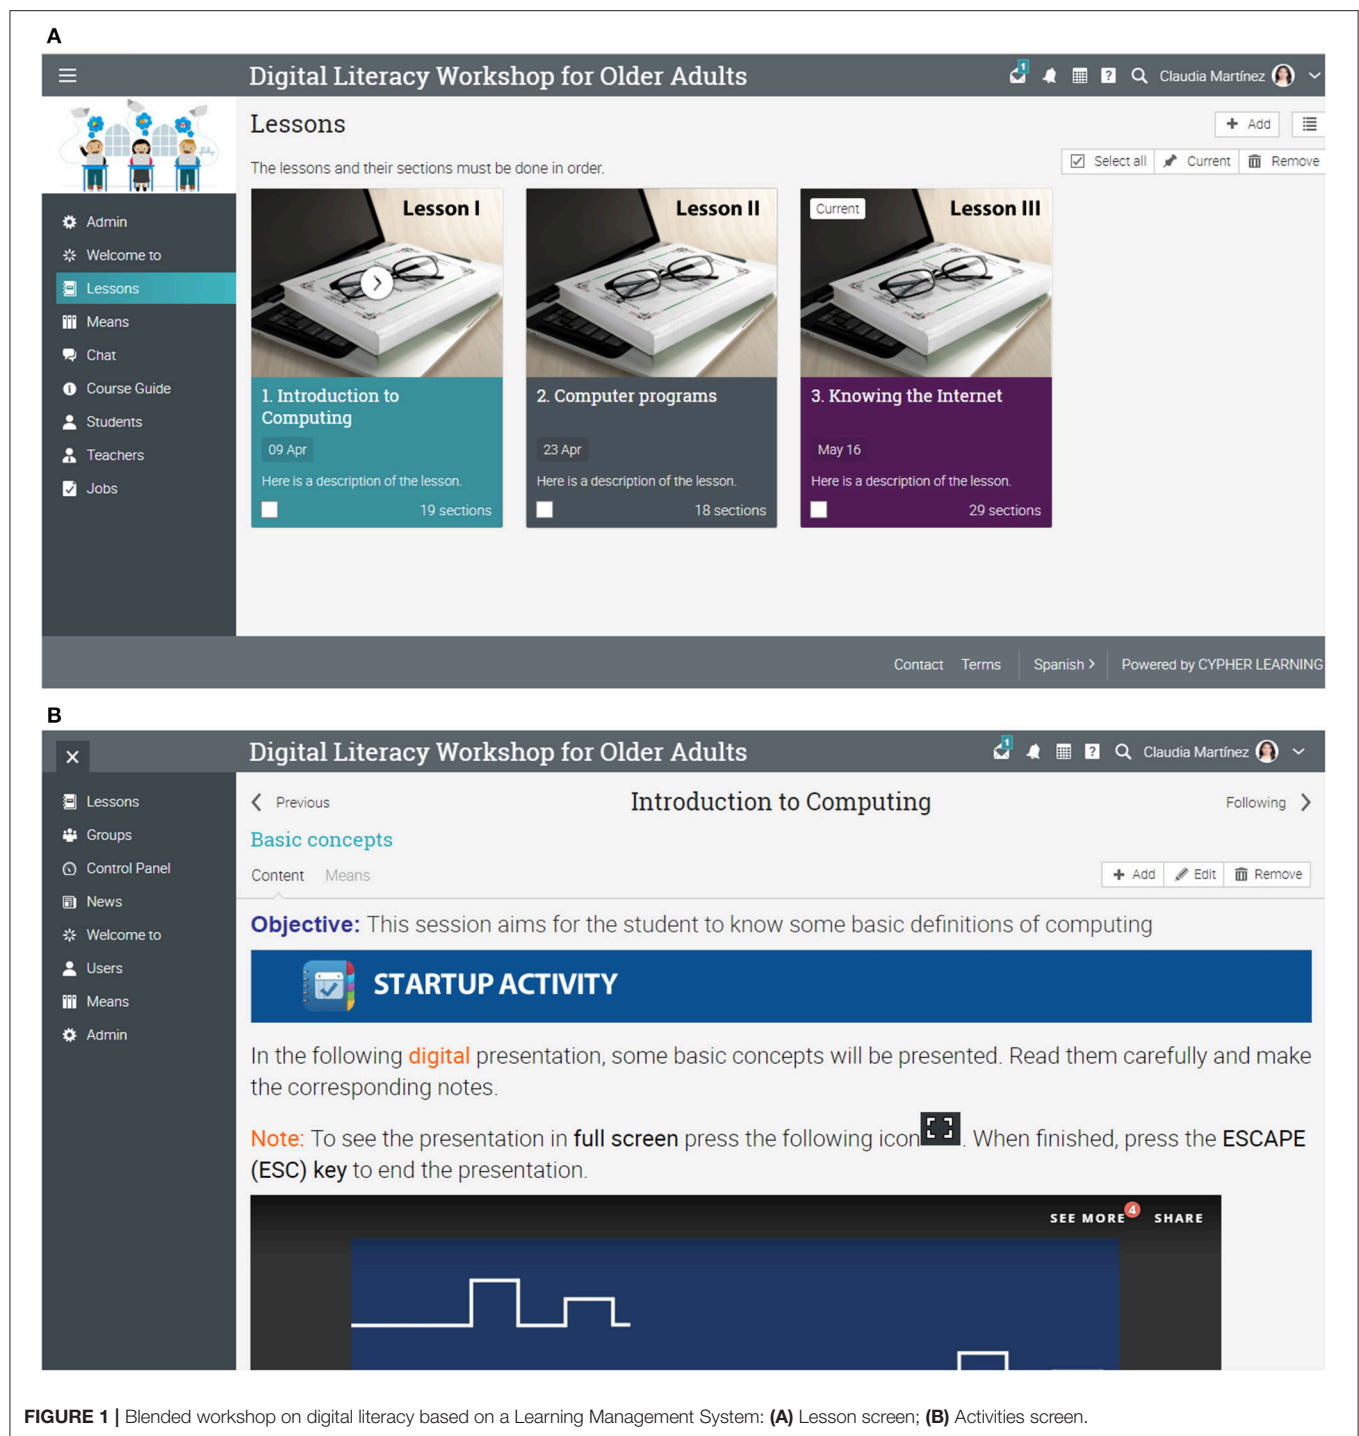 A
Digital Literacy Workshop for Older Adults
1
Claudia Martínez
Lessons
+ Add
The lessons and their sections must be done in order.
Select all
Current
Remove
Lesson I
Lesson II
Current
Lesson III
Admin
Welcome to
Lessons
Means
Chat
Course Guide
Students
Teachers
Jobs
1. Introduction to
Computing
09 Apr
Here is a description of the lesson.
19 sections
2. Computer programs
23 Apr
Here is a description of the lesson.
18 sections
3. Knowing the Internet
May 16
Here is a description of the lesson.
29 sections
Contact
Terms
Spanish >
Powered by CYPHER LEARNING
B
Digital Literacy Workshop for Older Adults
1
Claudia Martínez
Lessons
Groups
Control Panel
News
Welcome to
Users
Means
Admin
Previous
Introduction to Computing
Following
Basic concepts
Content
Means
+ Add
Edit
Remove
Objective: This session aims for the student to know some basic definitions of computing
STARTUP ACTIVITY
In the following digital presentation, some basic concepts will be presented. Read them carefully and make
the corresponding notes.
Note: To see the presentation in full screen press the following icon . When finished, press the ESCAPE
(ESC) key to end the presentation.
SEE MORE 4 SHARE
FIGURE 1 | Blended workshop on digital literacy based on a Learning Management System: (A) Lesson screen; (B) Activities screen.